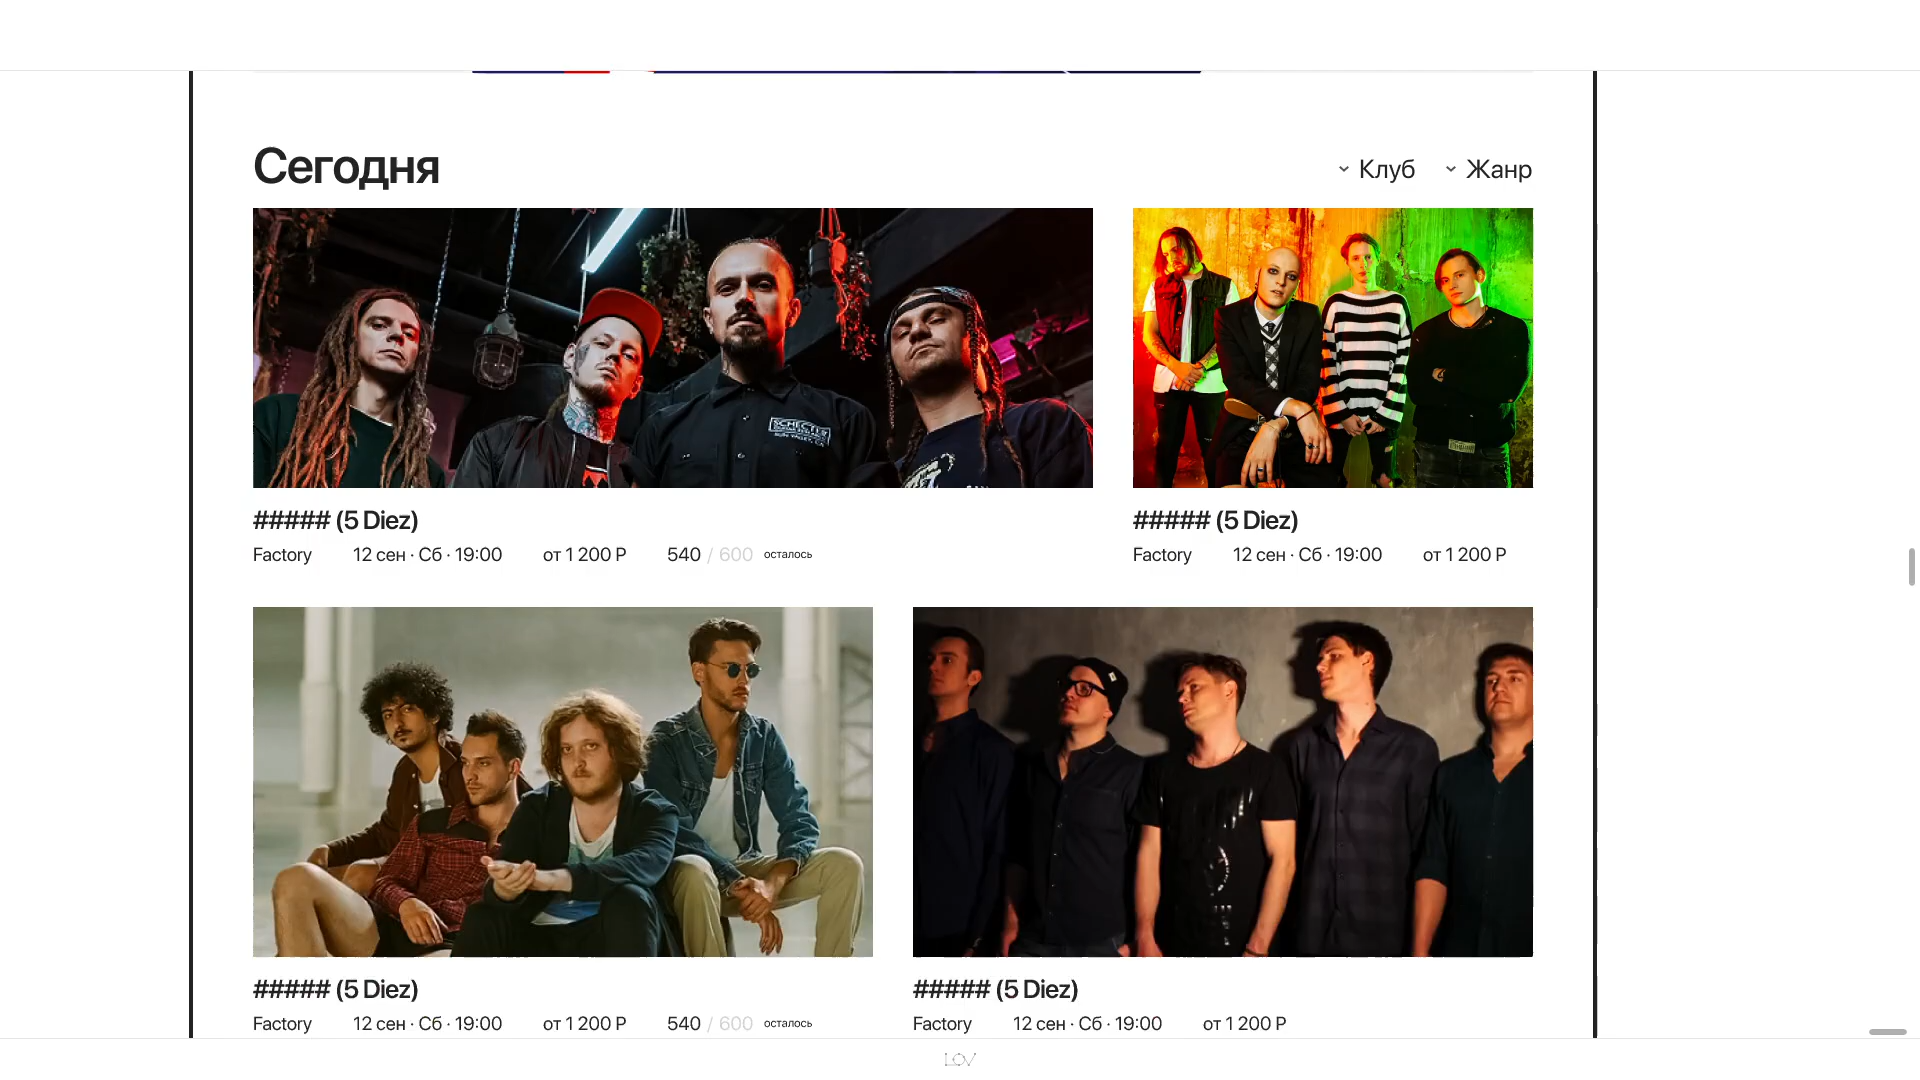 Сегодня
Клуб
Жанр
SCHECTER
##### (5 Diez)
Factory 12 сен · Сб · 19:00 от 1 200 Р 540 / 600 осталось
##### (5 Diez)
Factory 12 сен · Сб · 19:00 от 1 200 Р
##### (5 Diez)
Factory 12 сен · Сб · 19:00 от 1 200 Р 540 / 600 осталось
##### (5 Diez)
Factory 12 сен · Сб · 19:00 от 1 200 Р